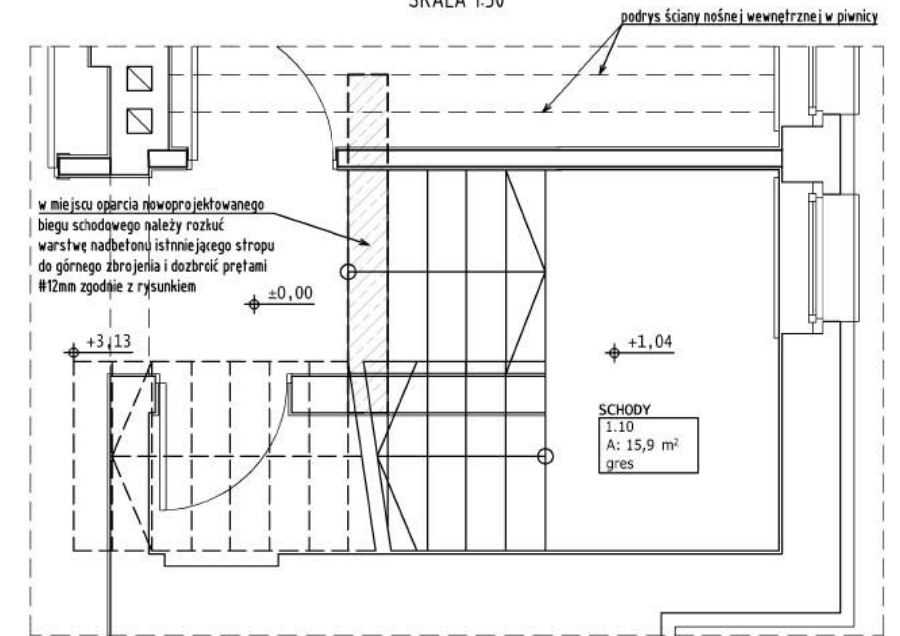 SKALA 1:50
podrys ściany nośnej wewnętrznej w piwnicy
w miejscu oparcia nowoprojektowanego
biegu schodowego należy rozkuć
warstwę nadbetonu istnniejącego stropu
do górnego zbrojenia i dozbroić prętami
#12mm zgodnie z rysunkiem
±0,00
+3,13
+1,04
SCHODY
1.10
A: 15,9 m²
gres